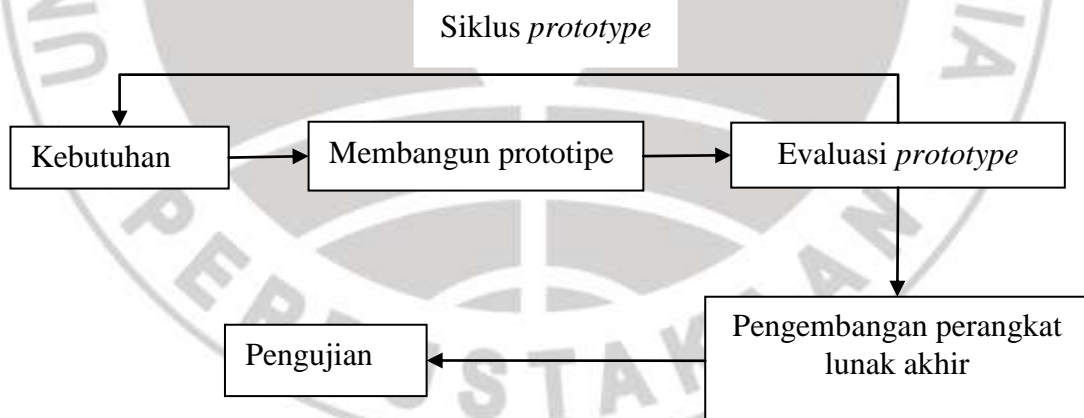 Siklus prototype
Kebutuhan
Membangun prototipe
Evaluasi prototype
Pengembangan perangkat
lunak akhir
Pengujian